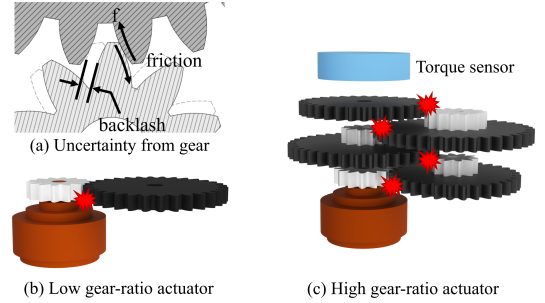 f
friction
backlash
(a) Uncertainty from gear
(b) Low gear-ratio actuator
Torque sensor
(c) High gear-ratio actuator